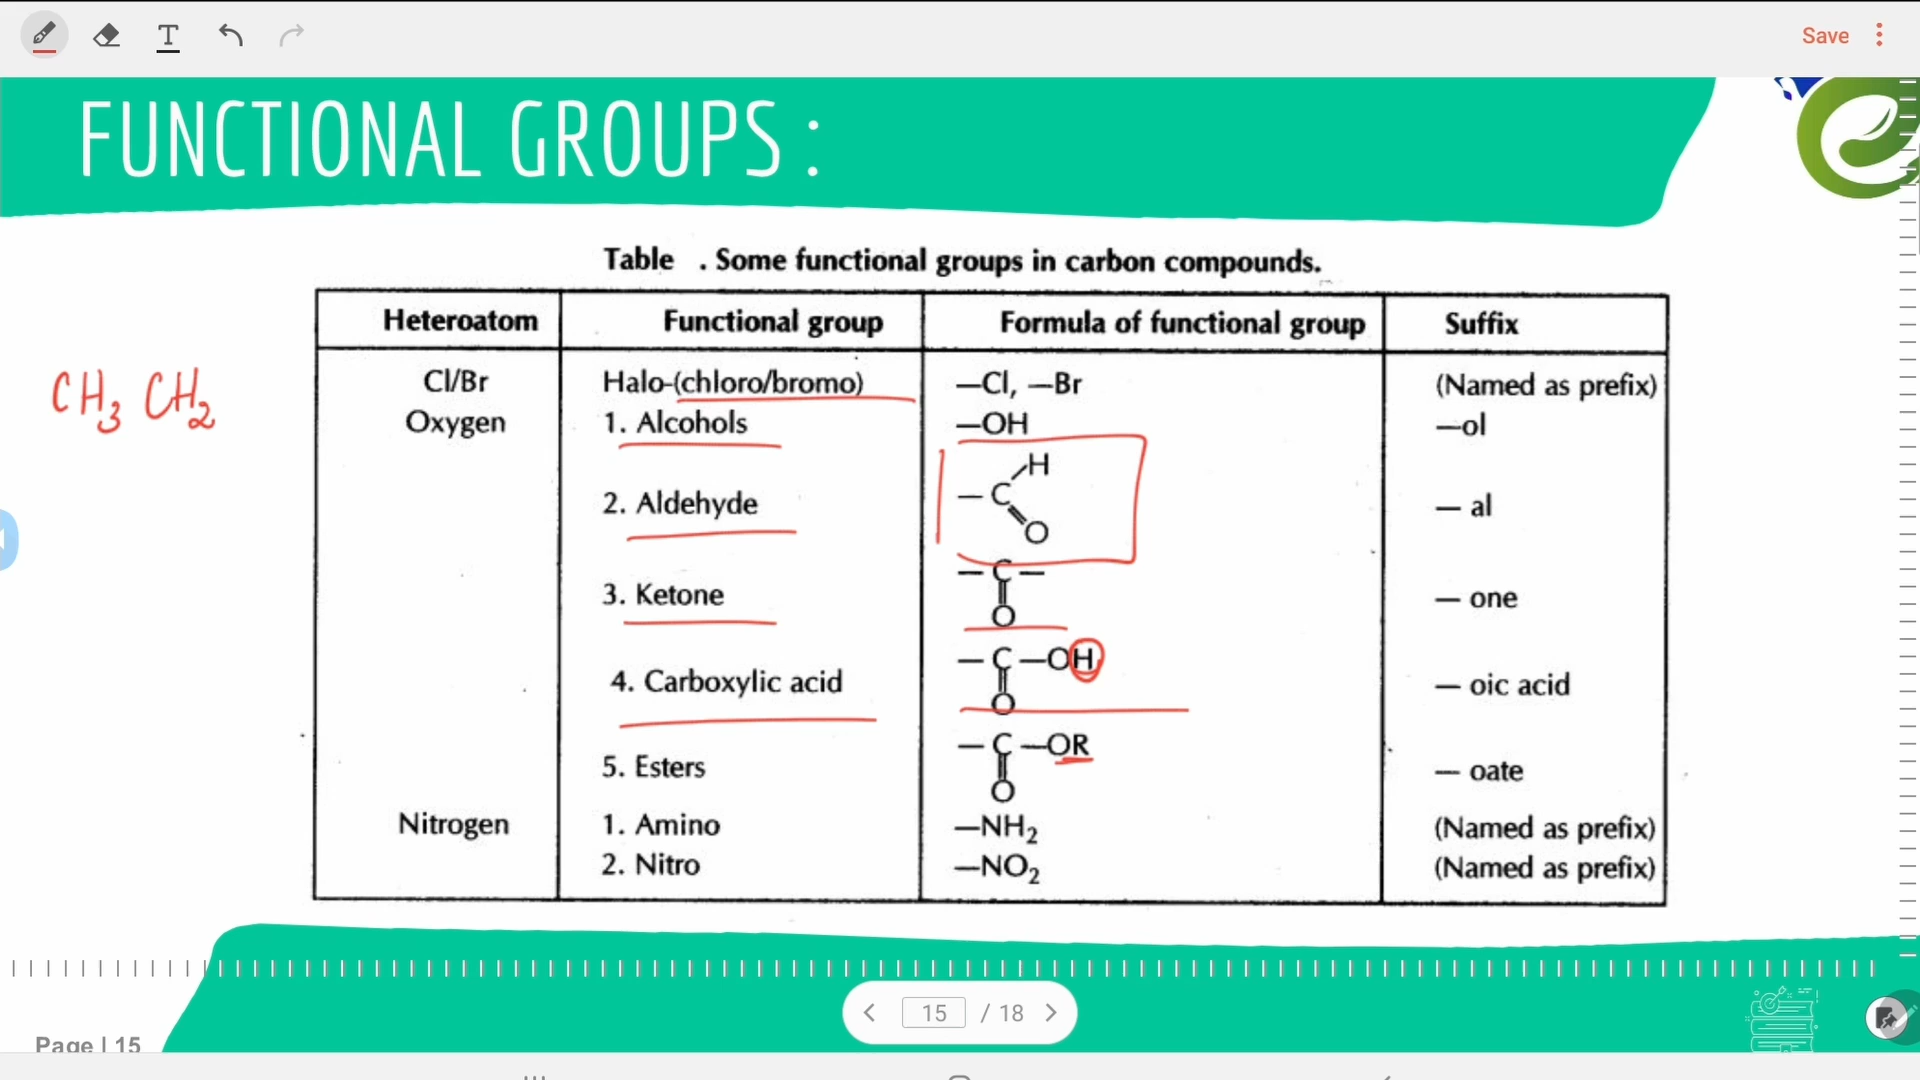 T
Save
FUNCTIONAL GROUPS :
Table . Some functional groups in carbon compounds.
Heteroatom Functional group Formula of functional group Suffix
CH₃ CH₂
Cl/Br Halo-(chloro/bromo) —Cl, —Br (Named as prefix)
Oxygen 1. Alcohols —OH —ol
H
2. Aldehyde —C — al
O
—C—
3. Ketone — one
O
—C—OH
4. Carboxylic acid — oic acid
O
—C—OR
5. Esters — oate
O
Nitrogen 1. Amino —NH₂ (Named as prefix)
2. Nitro —NO₂ (Named as prefix)
15 / 18
Page | 15